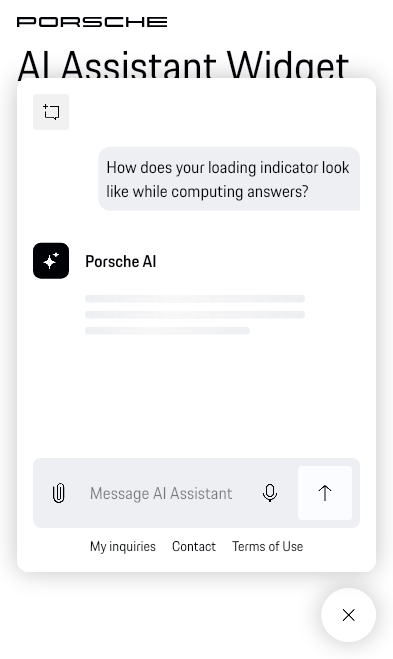 PORSCHE
AI Assistant Widget
How does your loading indicator look
like while computing answers?
Porsche AI
Message AI Assistant
My inquiries Contact Terms of Use